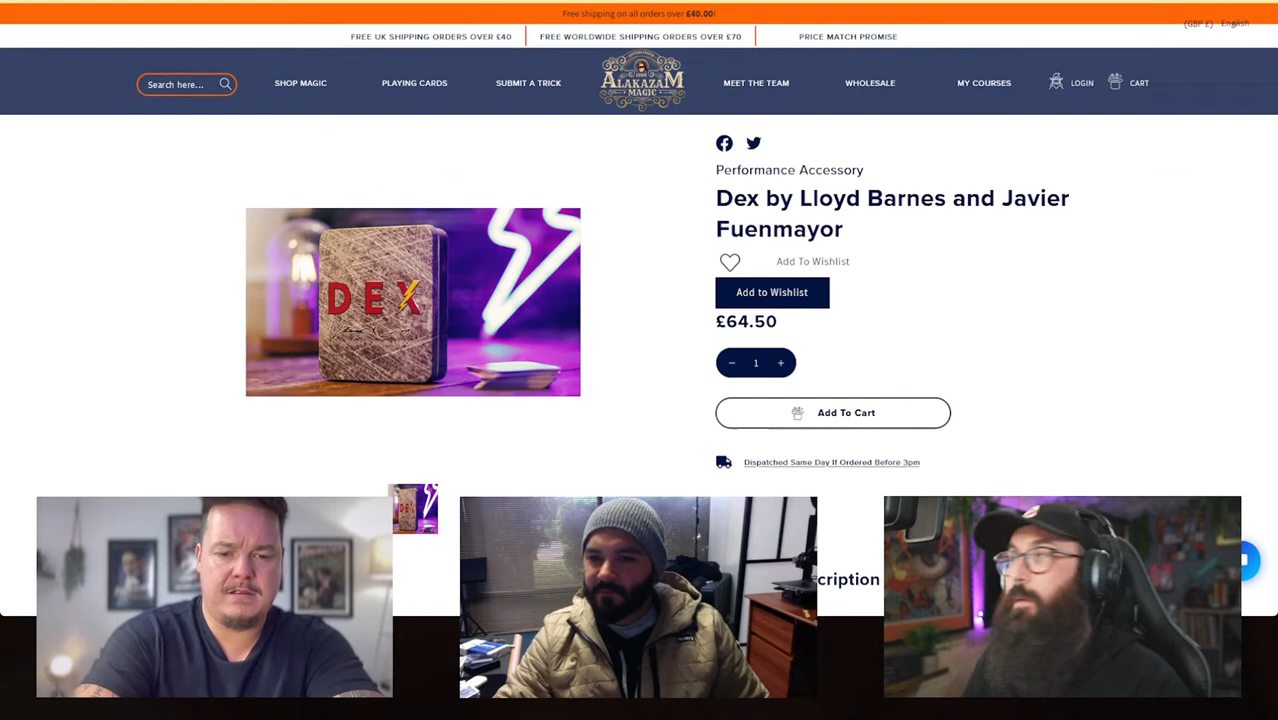 Free shipping on all orders over £40.00!
(GBP £) English
FREE UK SHIPPING ORDERS OVER £40 FREE WORLDWIDE SHIPPING ORDERS OVER £70 PRICE MATCH PROMISE
Search here... SHOP MAGIC PLAYING CARDS SUBMIT A TRICK ALAKAZAM MAGIC MEET THE TEAM WHOLESALE MY COURSES LOGIN CART
Performance Accessory
Dex by Lloyd Barnes and Javier
Fuenmayor
Add To Wishlist
Add to Wishlist
£64.50
− 1 +
Add To Cart
Dispatched Same Day If Ordered Before 3pm
DEX
DEX
cription